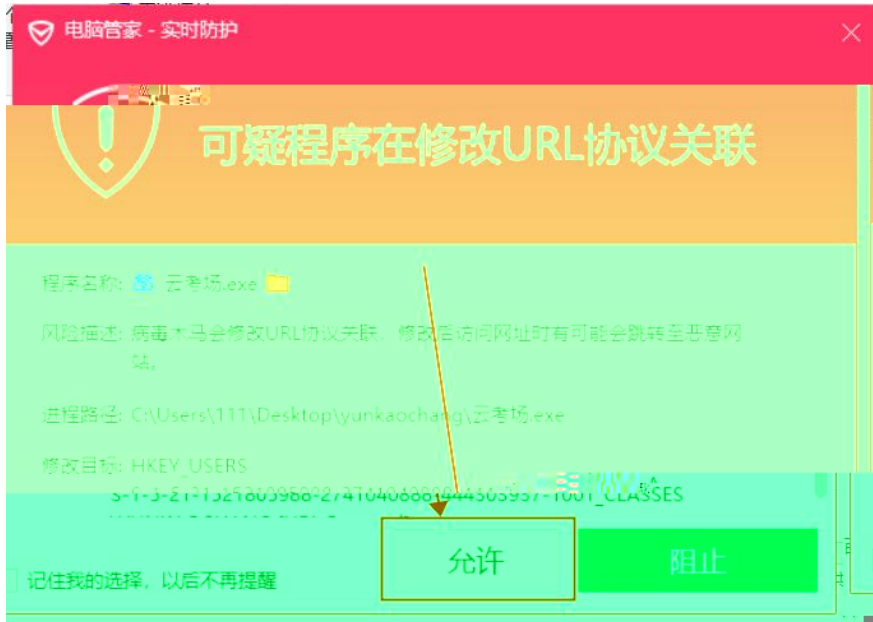 电脑管家 - 实时防护
可疑程序在修改URL协议关联
程序名称: 云考场.exe
风险描述: 病毒木马会修改URL协议关联，修改后访问网址时有可能会跳转至恶意网
站。
进程路径: C:\Users\111\Desktop\yunkaochang\云考场.exe
修改目标: HKEY_USERS
允许
阻止
记住我的选择，以后不再提醒